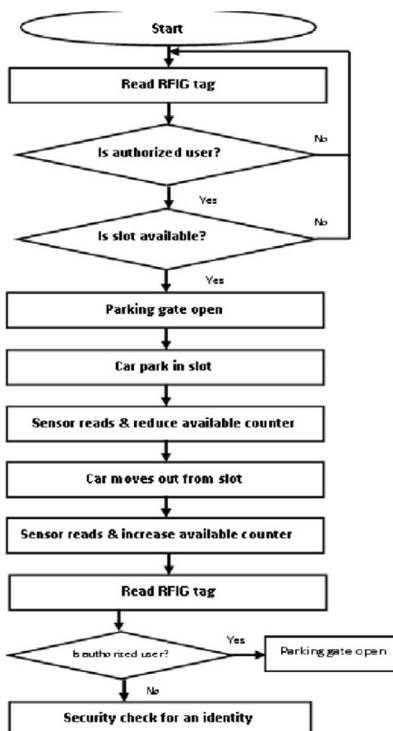 Start
Read RFIG tag
Is authorized user?
No
Yes
Is slot available?
No
Yes
Parking gate open
Car park in slot
Sensor reads & reduce available counter
Car moves out from slot
Sensor reads & increase available counter
Read RFIG tag
Is authorized user?
Yes
Parking gate open
No
Security check for an identity